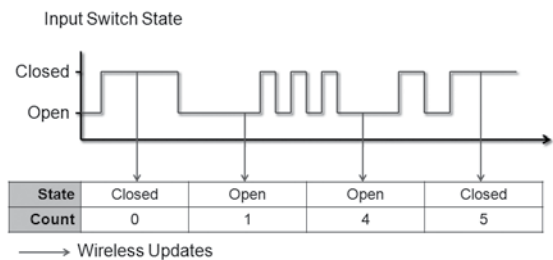 Input Switch State
Closed
Open
State Closed Open Open Closed
Count 0 1 4 5
Wireless Updates